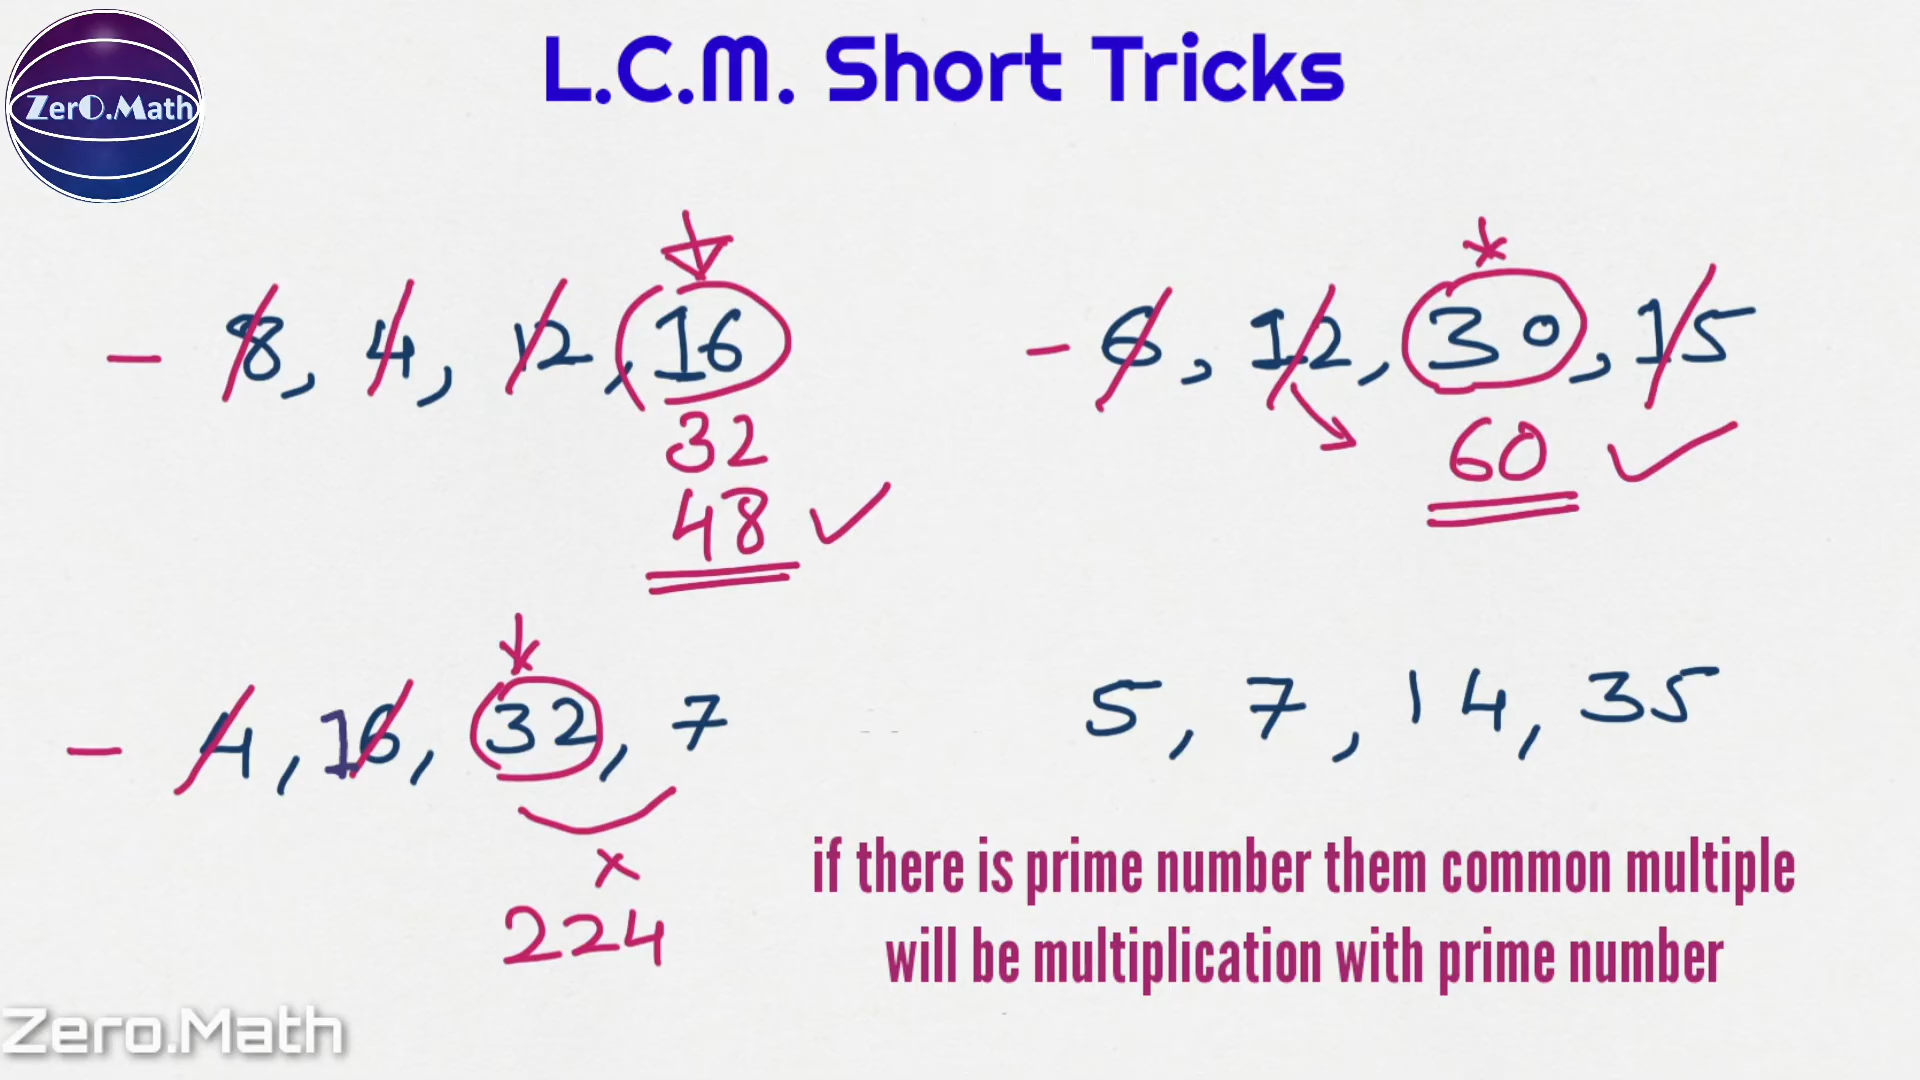 L.C.M. Short Tricks
ZerO.Math
- 8, 4, 12, 16
32
48
- 6, 12, 30, 15
60
- 4, 16, 32, 7
×
224
5, 7, 14, 35
if there is prime number them common multiple
will be multiplication with prime number
Zero.Math